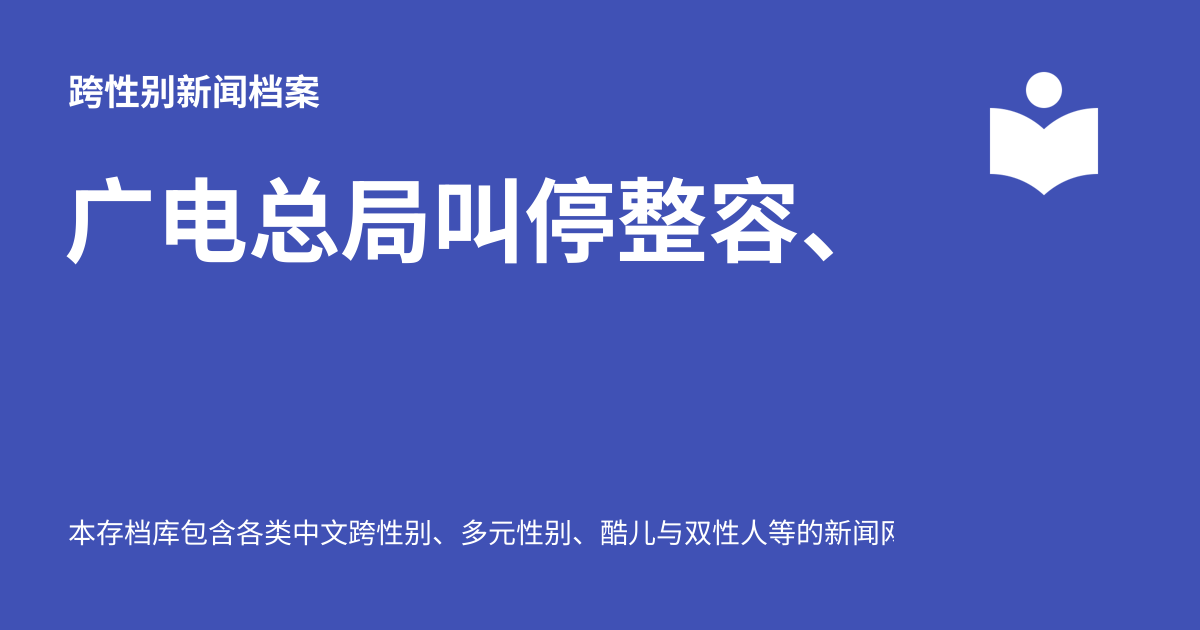 跨性别新闻档案
广电总局叫停整容、
本存档库包含各类中文跨性别、多元性别、酷儿与双性人等的新闻